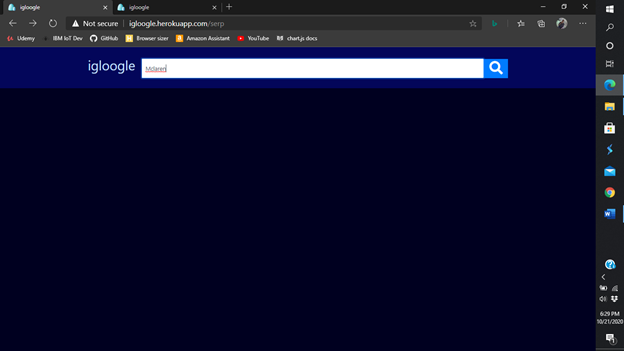 igloogle
igloogle
Not secure | igloogle.herokuapp.com/serp
Udemy
IBM IoT Dev
GitHub
Browser sizer
Amazon Assistant
YouTube
chart.js docs
igloogle
Mclaren
6:29 PM
10/21/2020